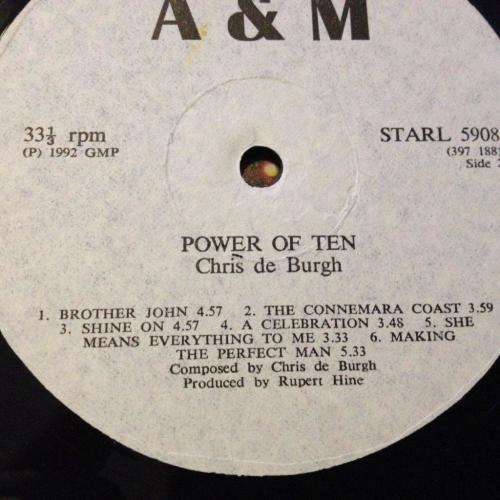 A & M
33⅓ rpm
(P) 1992 GMP
STARL 5908
(397 188
Side
POWER OF TEN
Chris de Burgh
1. BROTHER JOHN 4.57 2. THE CONNEMARA COAST 3.59
3. SHINE ON 4.57 4. A CELEBRATION 3.48 5. SHE
MEANS EVERYTHING TO ME 3.33 6. MAKING
THE PERFECT MAN 5.33
Composed by Chris de Burgh
Produced by Rupert Hine